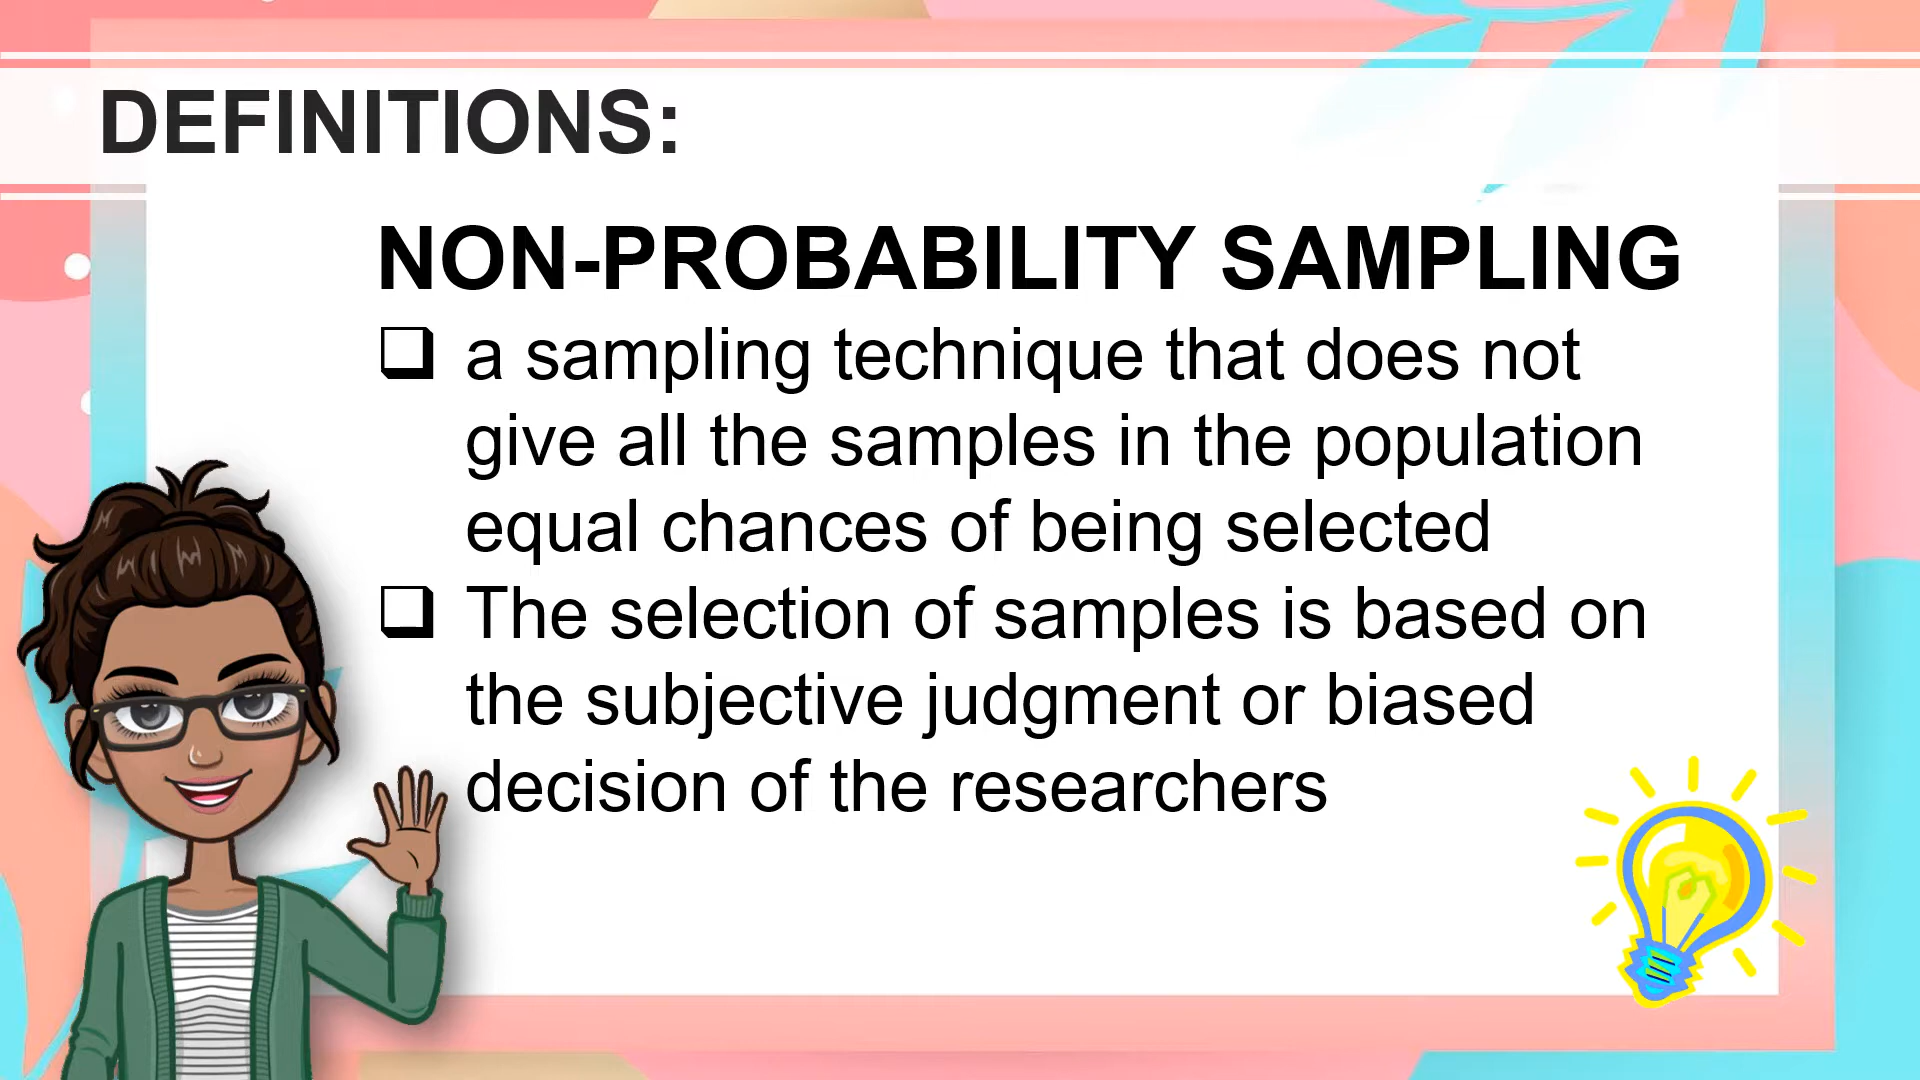 DEFINITIONS:
NON-PROBABILITY SAMPLING
❑ a sampling technique that does not
give all the samples in the population
equal chances of being selected
❑ The selection of samples is based on
the subjective judgment or biased
decision of the researchers